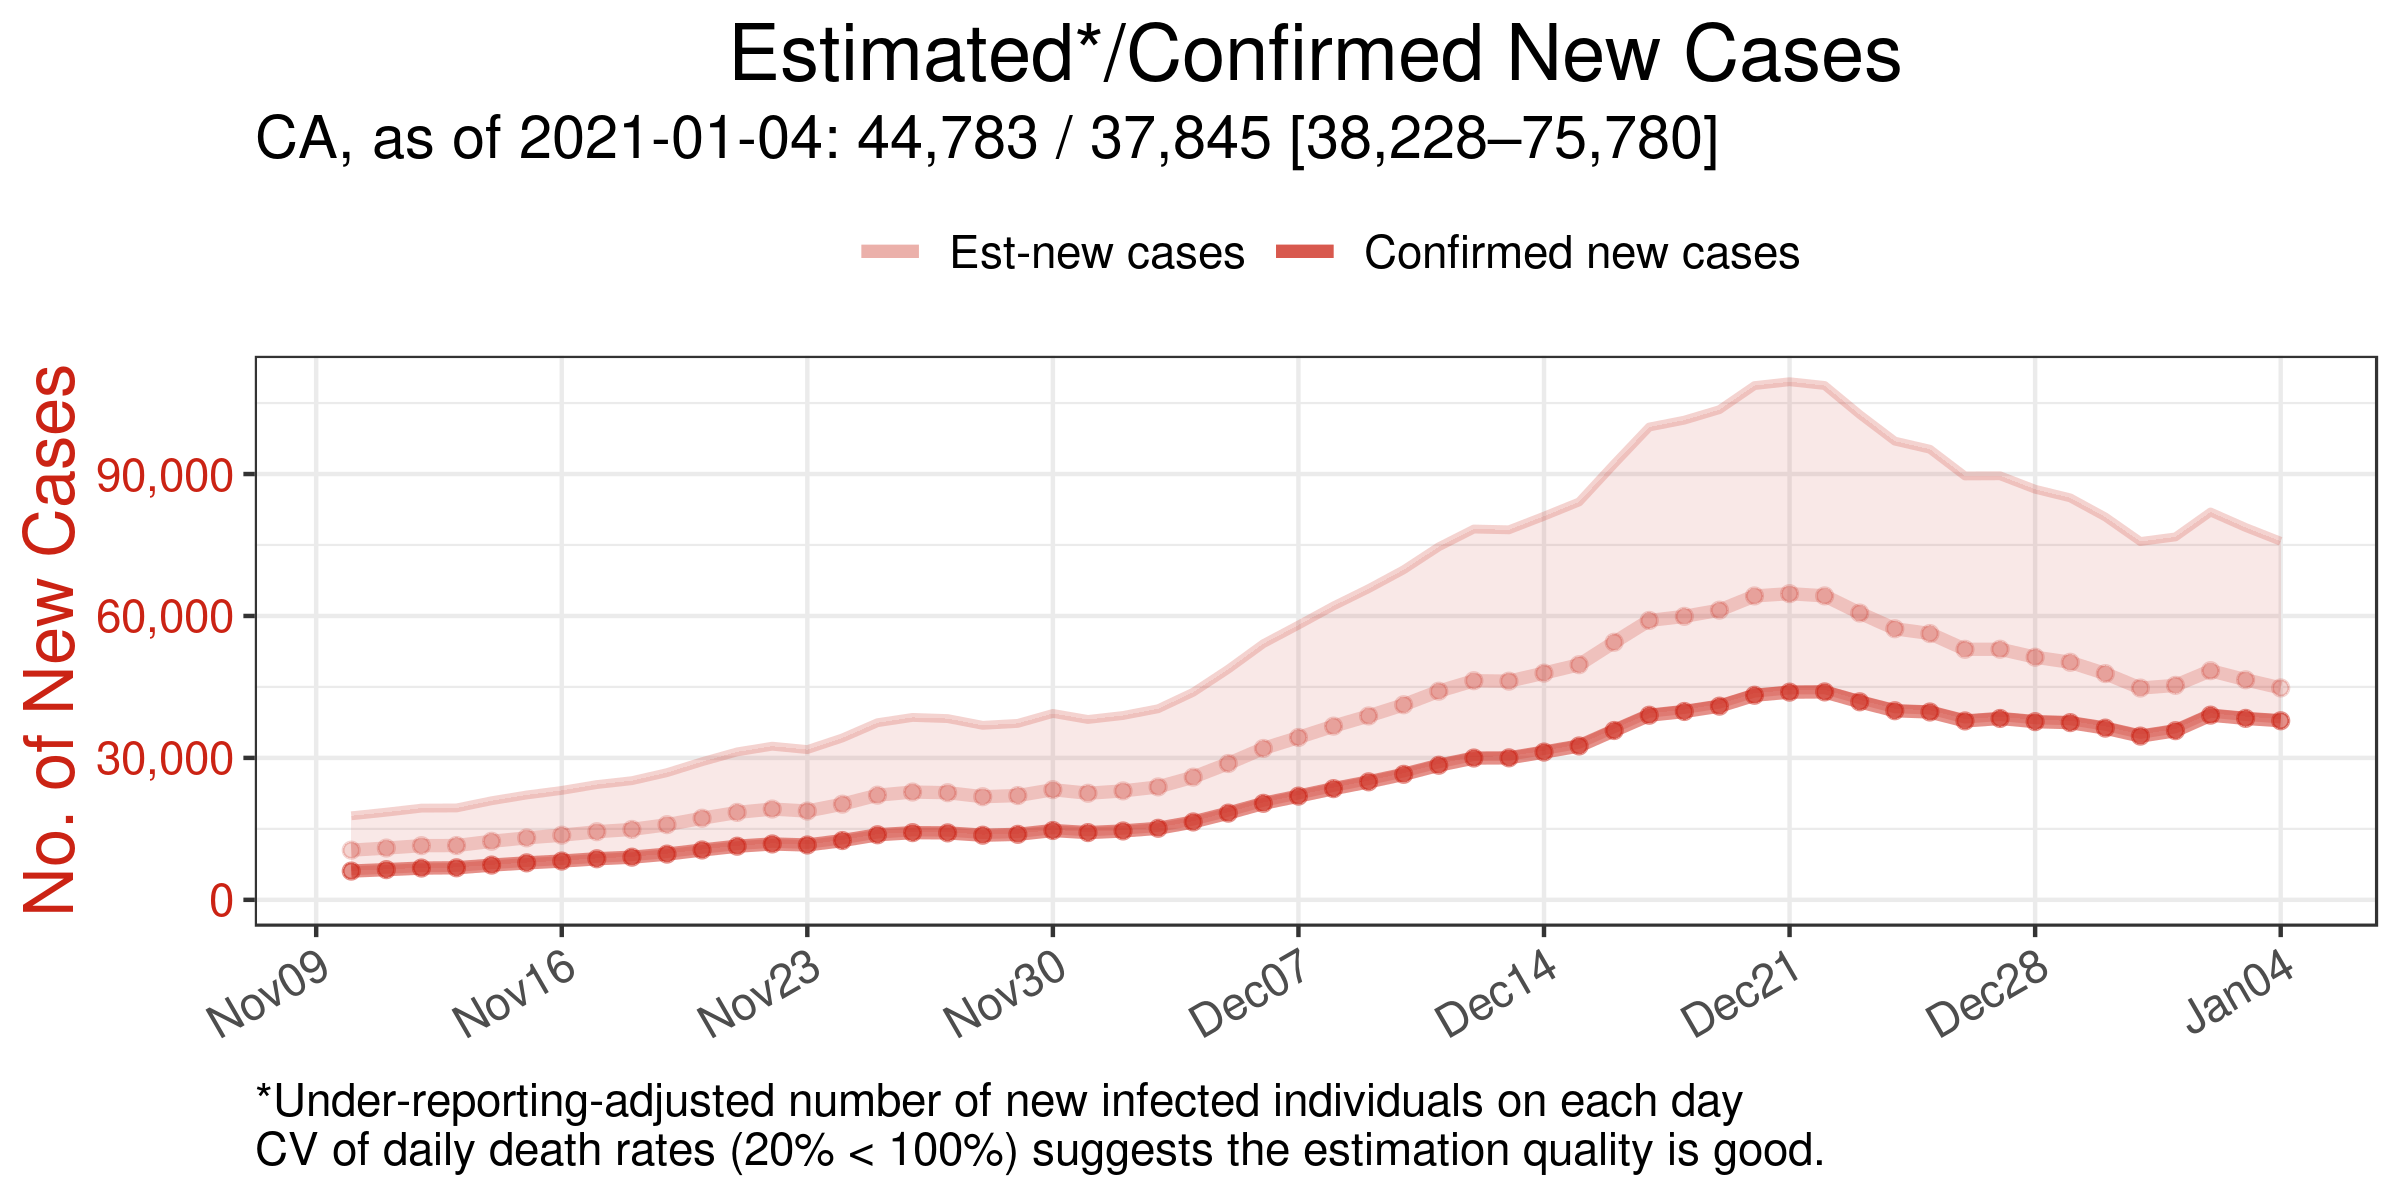 Estimated*/Confirmed New Cases
CA, as of 2021-01-04: 44,783 / 37,845 [38,228–75,780]
Est-new cases
Confirmed new cases
No. of New Cases
90,000
60,000
30,000
0
Nov09
Nov16
Nov23
Nov30
Dec07
Dec14
Dec21
Dec28
Jan04
*Under-reporting-adjusted number of new infected individuals on each day
CV of daily death rates (20% < 100%) suggests the estimation quality is good.